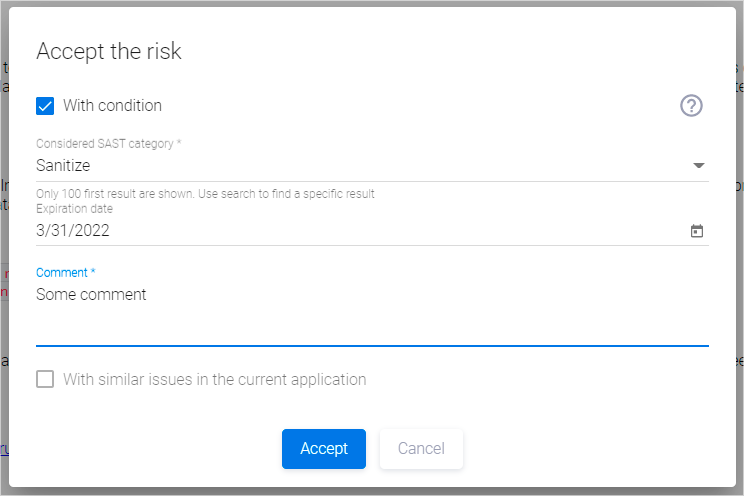 Accept the risk
With condition
Considered SAST category *
Sanitize
Only 100 first result are shown. Use search to find a specific result
Expiration date
3/31/2022
Comment *
Some comment
With similar issues in the current application
Accept
Cancel